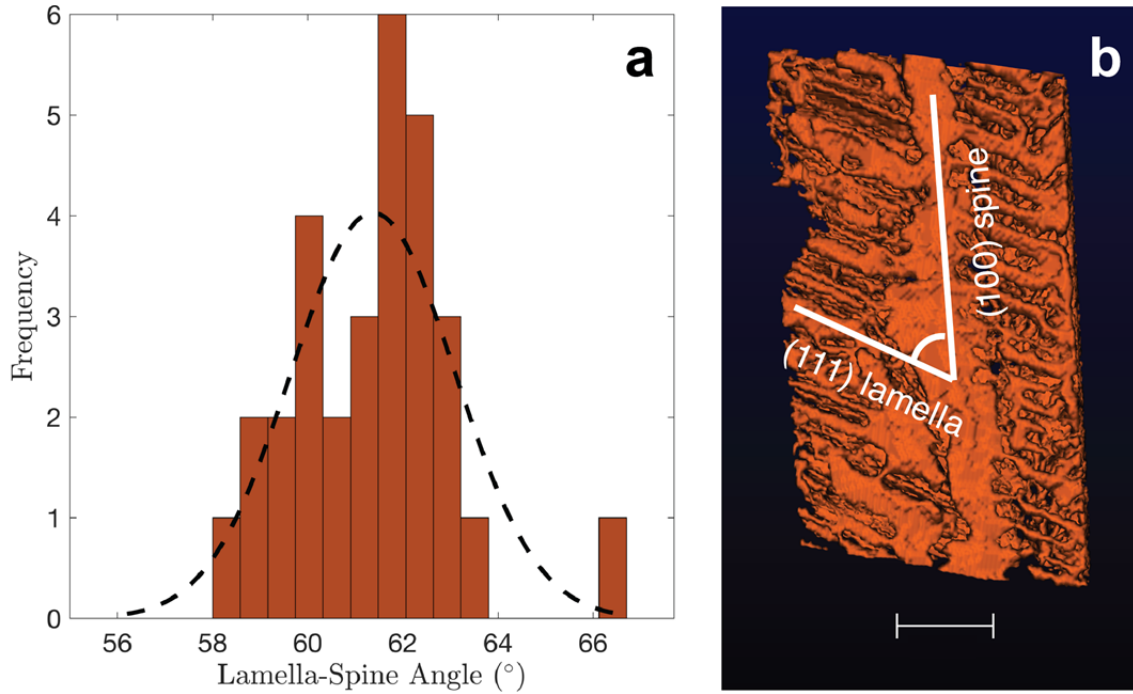 a
6
5
4
3
2
1
0
Frequency
56 58 60 62 64 66
Lamella-Spine Angle (°)
b
(100) spine
(111) lamella